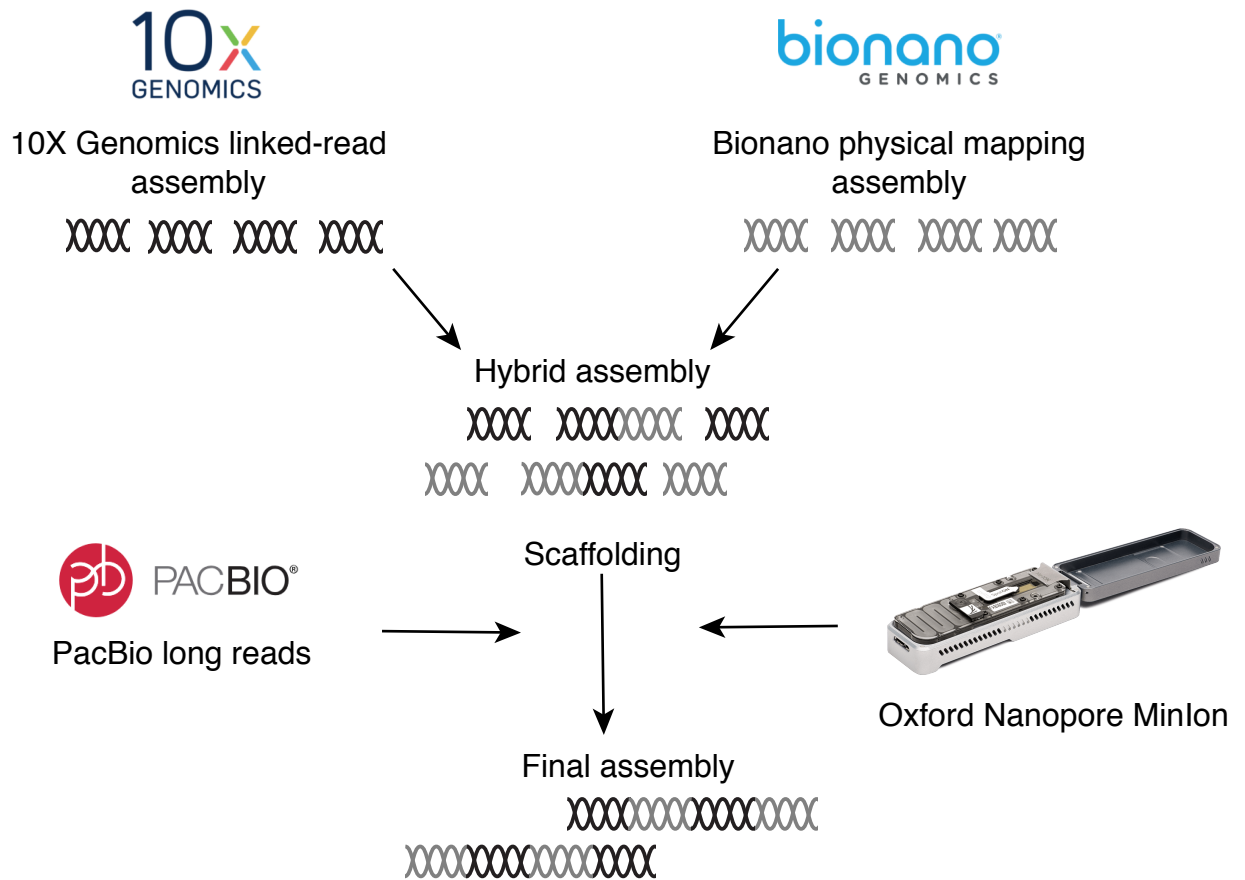 10x
GENOMICS
bionano
GENOMICS
10X Genomics linked-read
assembly
Bionano physical mapping
assembly
Hybrid assembly
Scaffolding
PACBIO®
PacBio long reads
Oxford Nanopore MinIon
Final assembly